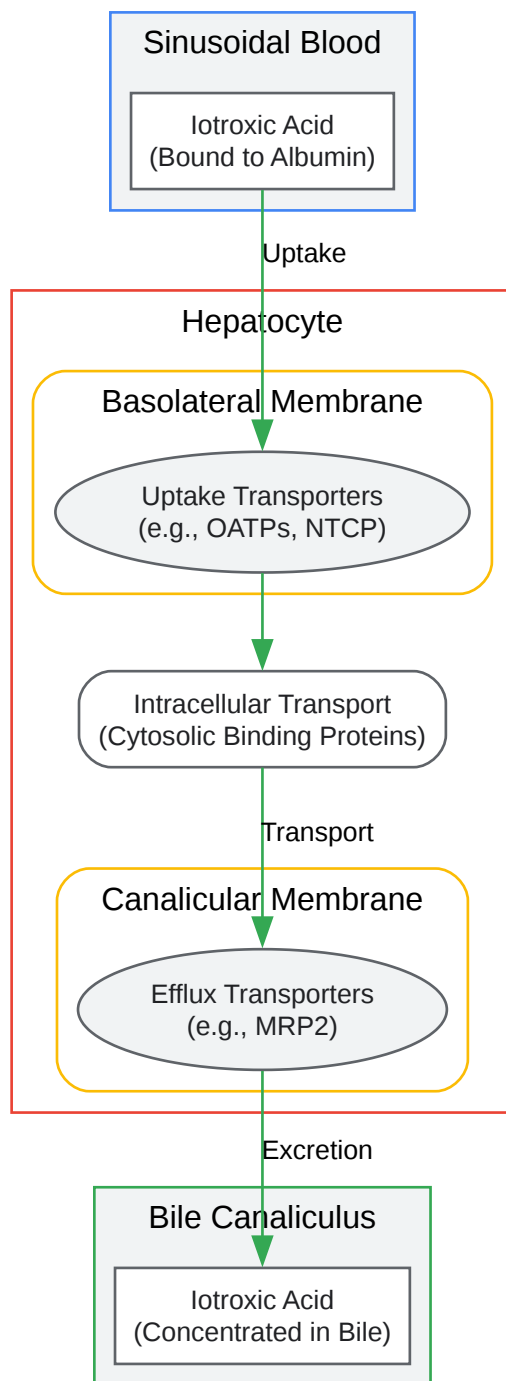 Sinusoidal Blood
Iotroxic Acid
(Bound to Albumin)
Uptake
Hepatocyte
Basolateral Membrane
Uptake Transporters
(e.g., OATPs, NTCP)
Intracellular Transport
(Cytosolic Binding Proteins)
Transport
Canalicular Membrane
Efflux Transporters
(e.g., MRP2)
Excretion
Bile Canaliculus
Iotroxic Acid
(Concentrated in Bile)